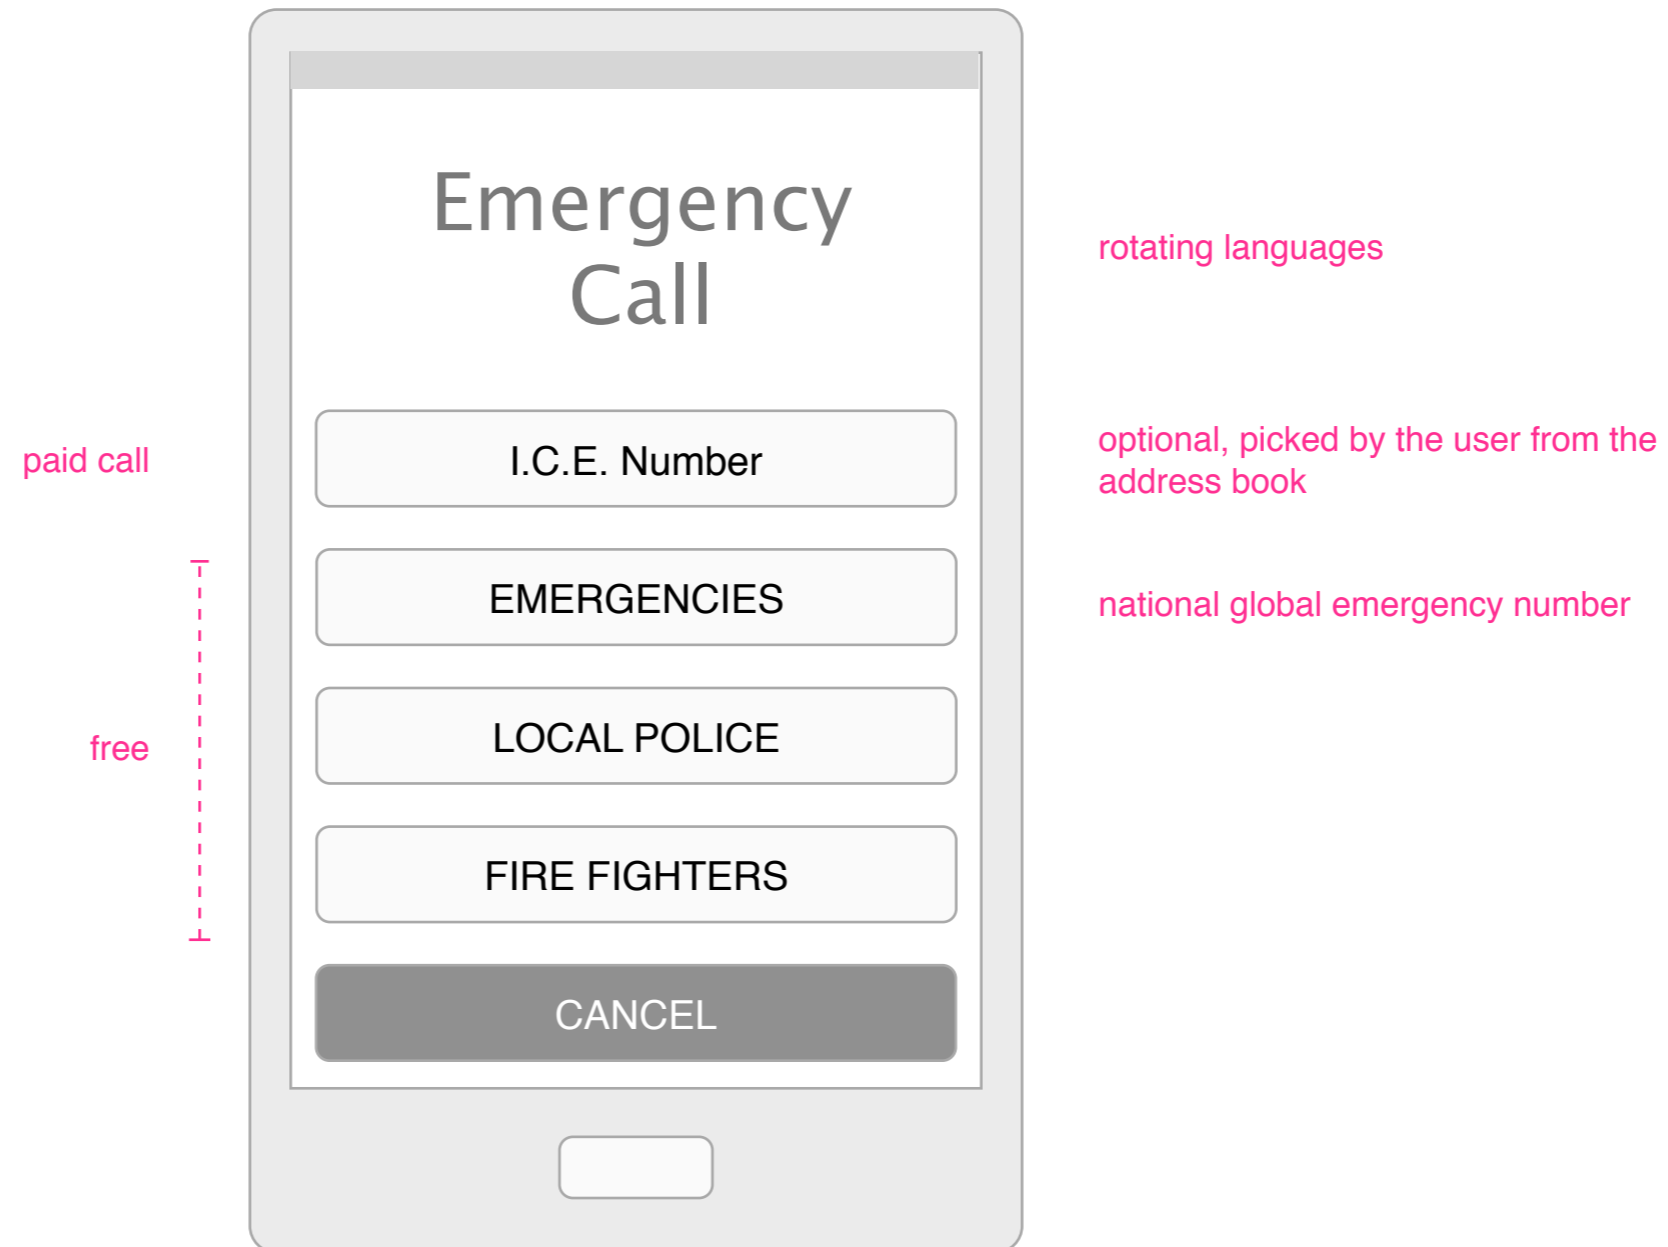 Emergency
Call
rotating languages
paid call
I.C.E. Number
optional, picked by the user from the
address book
EMERGENCIES
national global emergency number
free
LOCAL POLICE
FIRE FIGHTERS
CANCEL